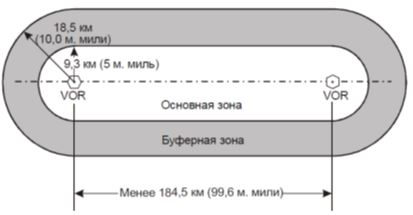 18,5 км
(10,0 м. мили)
9,3 км (5 м. миль)
VOR
VOR
Основная зона
Буферная зона
Менее 184,5 км (99,6 м. мили)